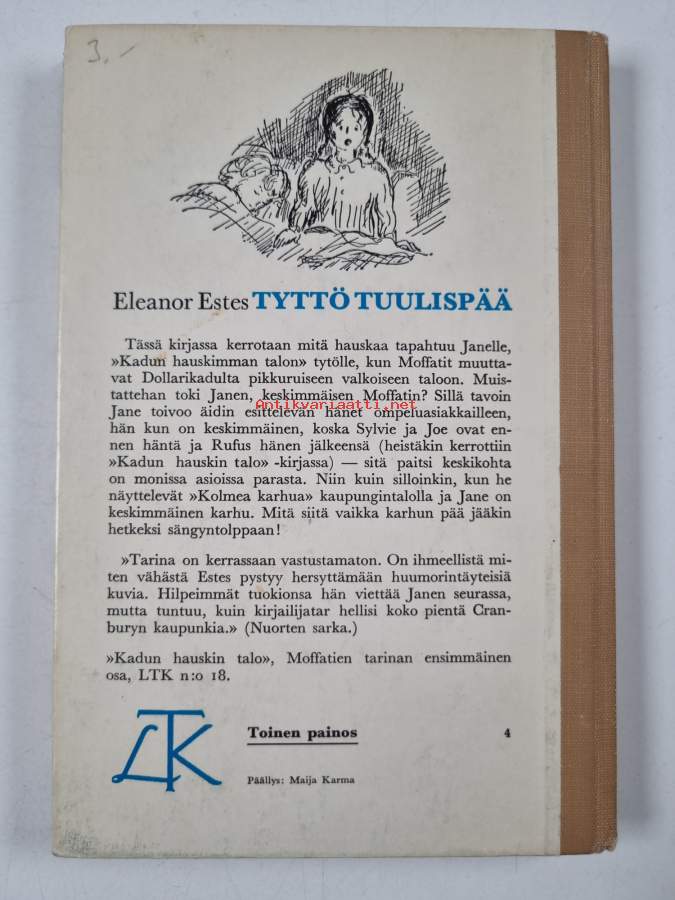 3.-
Eleanor Estes TYTTÖ TUULISPÄÄ
Tässä kirjassa kerrotaan mitä hauskaa tapahtuu Janelle,
»Kadun hauskimman talon» tytölle, kun Moffatit muutta-
vat Dollarikadulta pikkuruiseen valkoiseen taloon. Muis-
tattehan toki Janen, keskimmäisen Moffatin? Sillä tavoin
Antikvariaatti.net
Jane toivoo äidin esittelevän hänet ompeluasiakkailleen,
hän kun on keskimmäinen, koska Sylvie ja Joe ovat en-
nen häntä ja Rufus hänen jälkeensä (heistäkin kerrottiin
»Kadun hauskin talo» -kirjassa) — sitä paitsi keskikohta
on monissa asioissa parasta. Niin kuin silloinkin, kun he
näyttelevät »Kolmea karhua» kaupungintalolla ja Jane on
keskimmäinen karhu. Mitä siitä vaikka karhun pää jääkin
hetkeksi sängyntolppaan!
»Tarina on kerrassaan vastustamaton. On ihmeellistä mi-
ten vähästä Estes pystyy hersyttämään huumorintäyteisiä
kuvia. Hilpeimmät tuokionsa hän viettää Janen seurassa,
mutta tuntuu, kuin kirjailijatar hellisi koko pientä Cran-
buryn kaupunkia.» (Nuorten sarka.)
»Kadun hauskin talo», Moffatien tarinan ensimmäinen
osa, LTK n:o 18.
LTK
Toinen painos 4
Päällys: Maija Karma